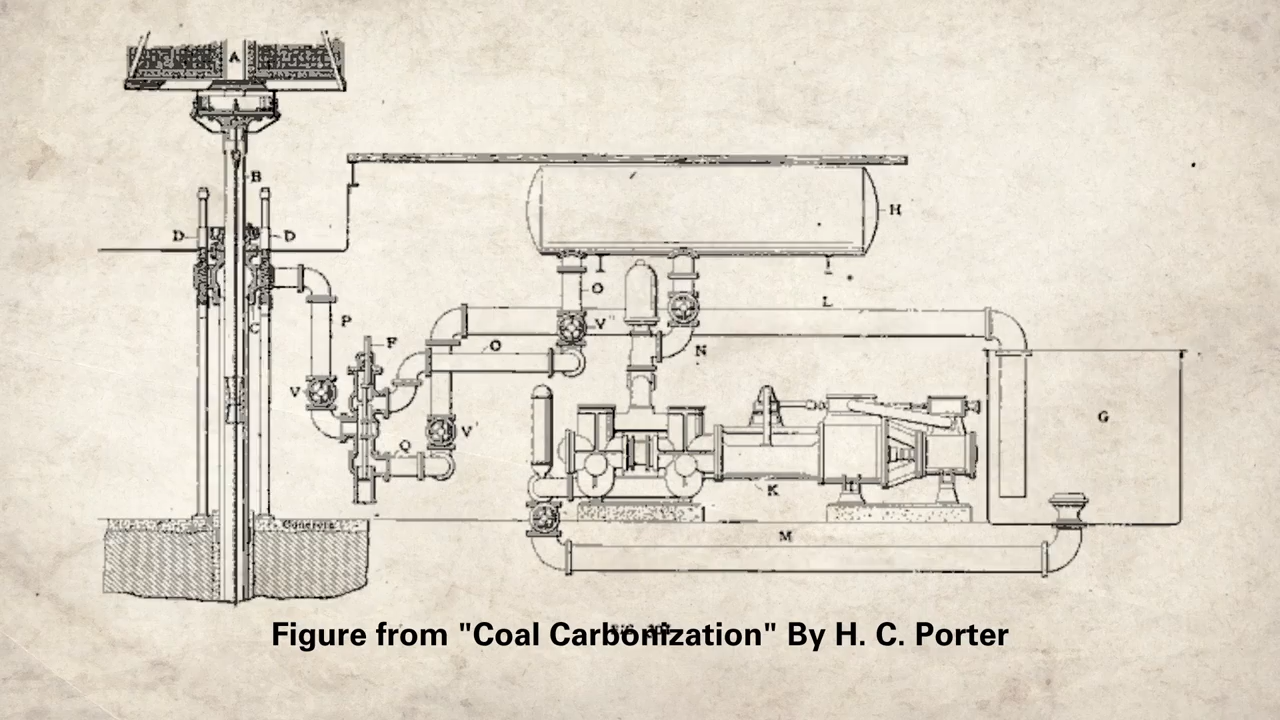 A
B
H
D D
O
L
C
P
V"
F
O
N
V
G
V'
Q
K
Concrete
M
Figure from "Coal Carbonization" By H. C. Porter